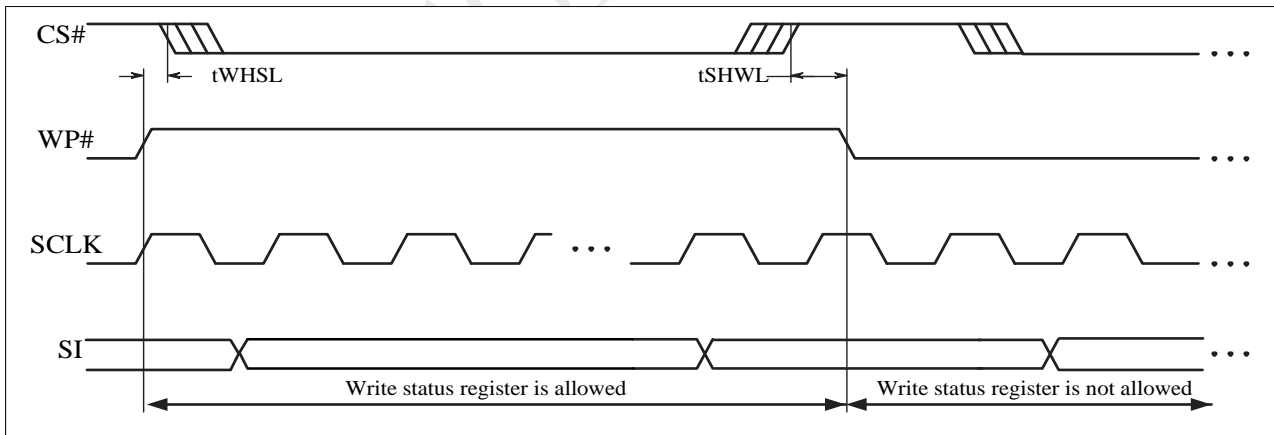 CS#
tWHSL
tSHWL
WP#
SCLK
SI
Write status register is allowed
Write status register is not allowed